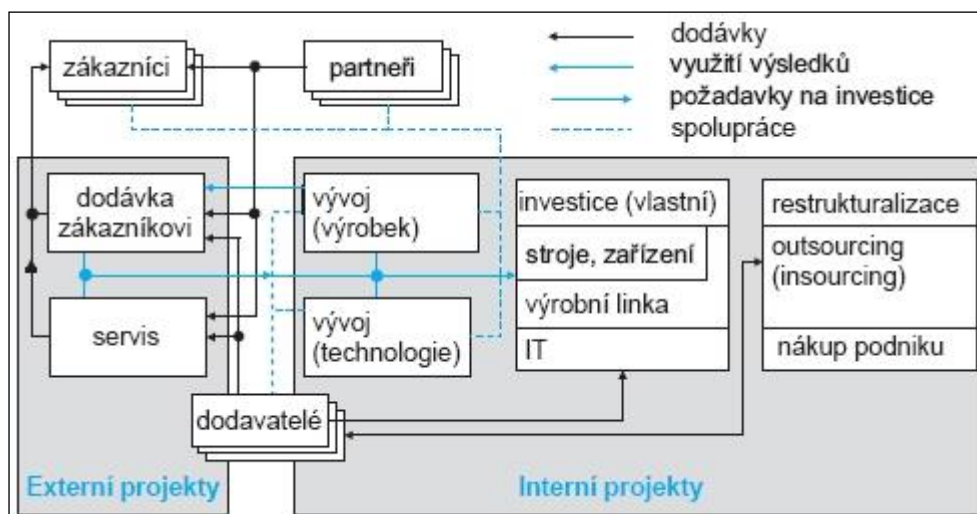 zákazníci
partneři
dodávky
využití výsledků
požadavky na investice
spolupráce
dodávka
zákazníkovi
servis
vývoj
(výrobek)
vývoj
(technologie)
investice (vlastní)
stroje, zařízení
výrobní linka
IT
restrukturalizace
outsourcing
(insourcing)
nákup podniku
dodavatelé
Externí projekty
Interní projekty